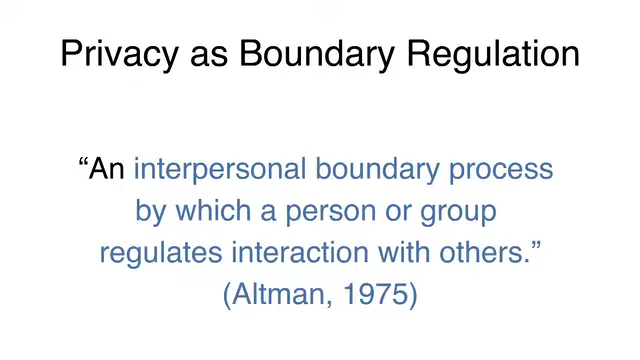 Privacy as Boundary Regulation
“An interpersonal boundary process
by which a person or group
regulates interaction with others.”
(Altman, 1975)